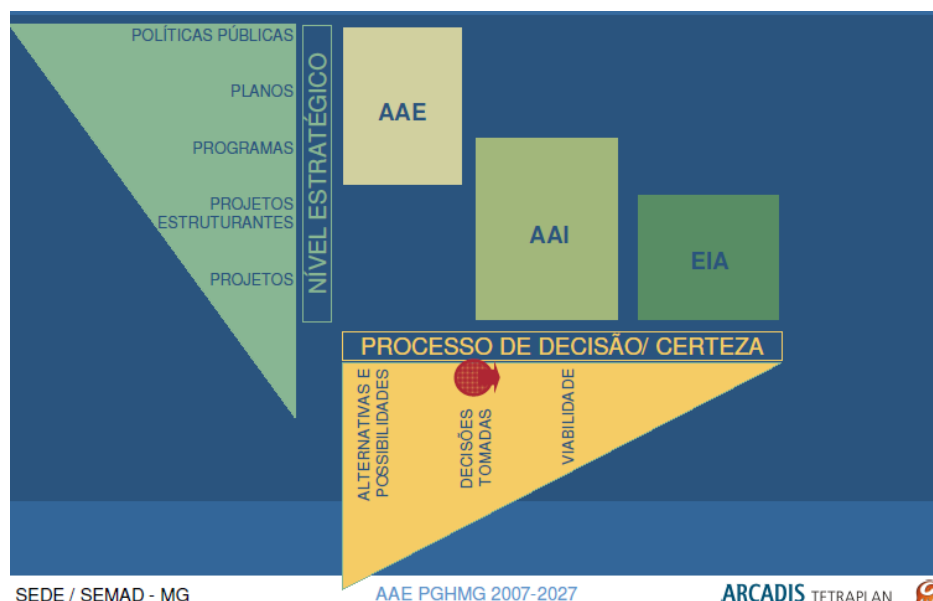 POLÍTICAS PÚBLICAS
PLANOS
PROGRAMAS
PROJETOS
ESTRUTURANTES
PROJETOS
NÍVEL ESTRATÉGICO
AAE
AAI
EIA
PROCESSO DE DECISÃO/ CERTEZA
ALTERNATIVAS E
POSSIBILIDADES
DECISÕES
TOMADAS
VIABILIDADE
SEDE / SEMAD - MG
AAE PGHMG 2007-2027
ARCADIS TETRAPLAN